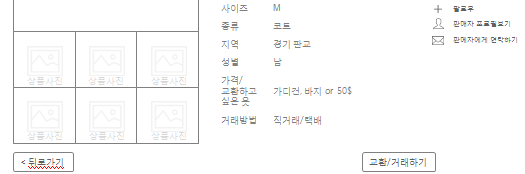 사이즈 M
종류 코트
지역 경기 판교
성별 남
가격/
교환하고 가디건, 바지 or 50$
싶은 옷
거래방법 직거래/택배
팔로우
판매자 프로필보기
판매자에게 연락하기
상품사진 상품사진 상품사진
상품사진 상품사진 상품사진
< 뒤로가기
교환/거래하기